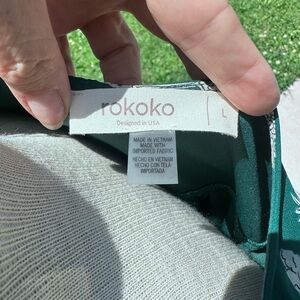 rokoko
L
Designed in USA
MADE IN VIETNAM
MADE WITH
IMPORTED FABRIC
HECHO EN VIETNAM
HECHO CON TELA
IMPORTADA